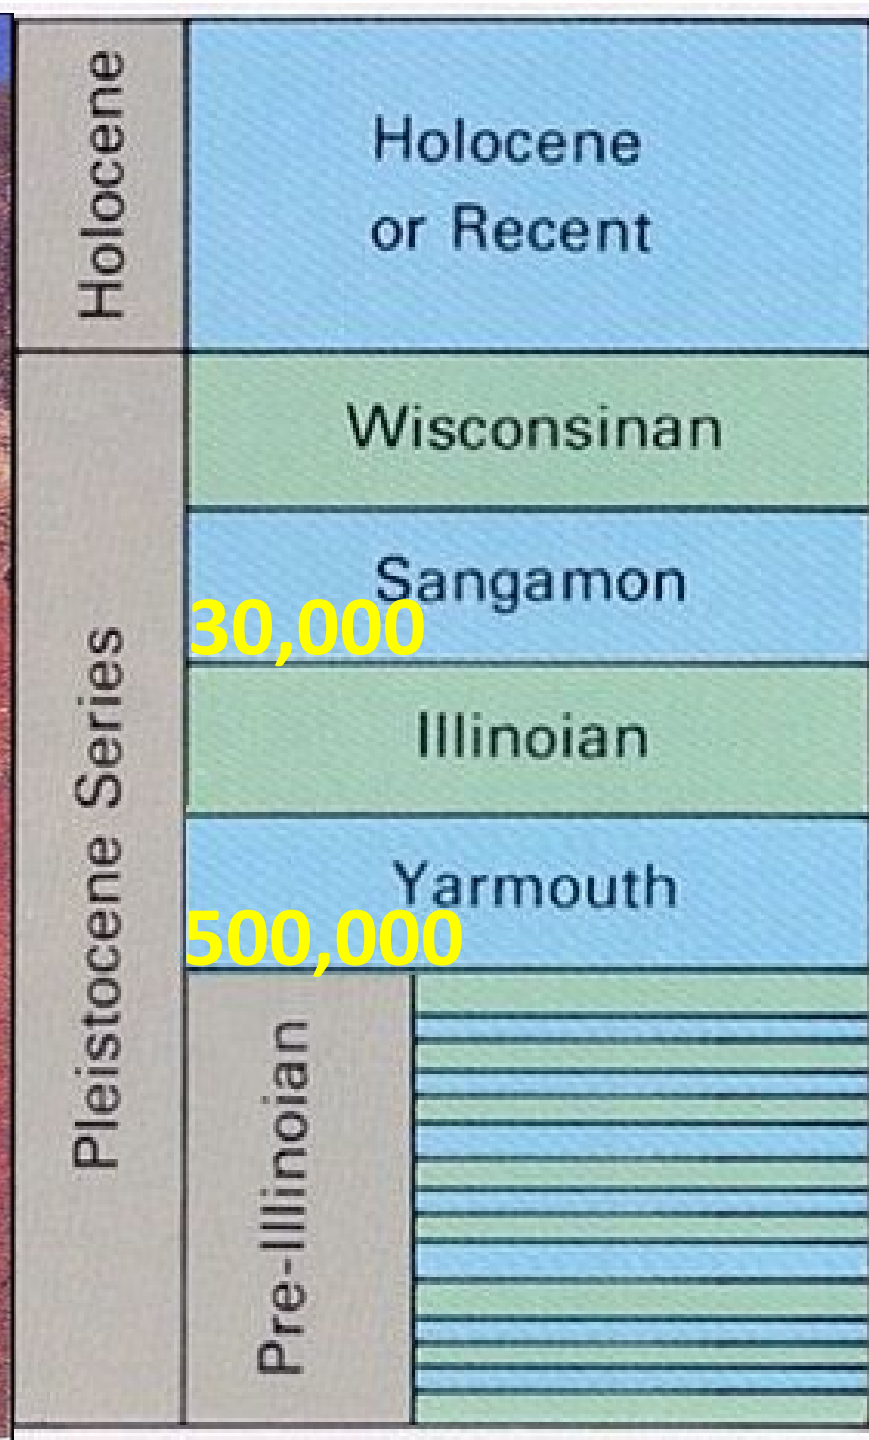 Holocene
Holocene
or Recent
Pleistocene Series
Wisconsinan
Sangamon
30,000
Illinoian
Yarmouth
500,000
Pre-Illinoian